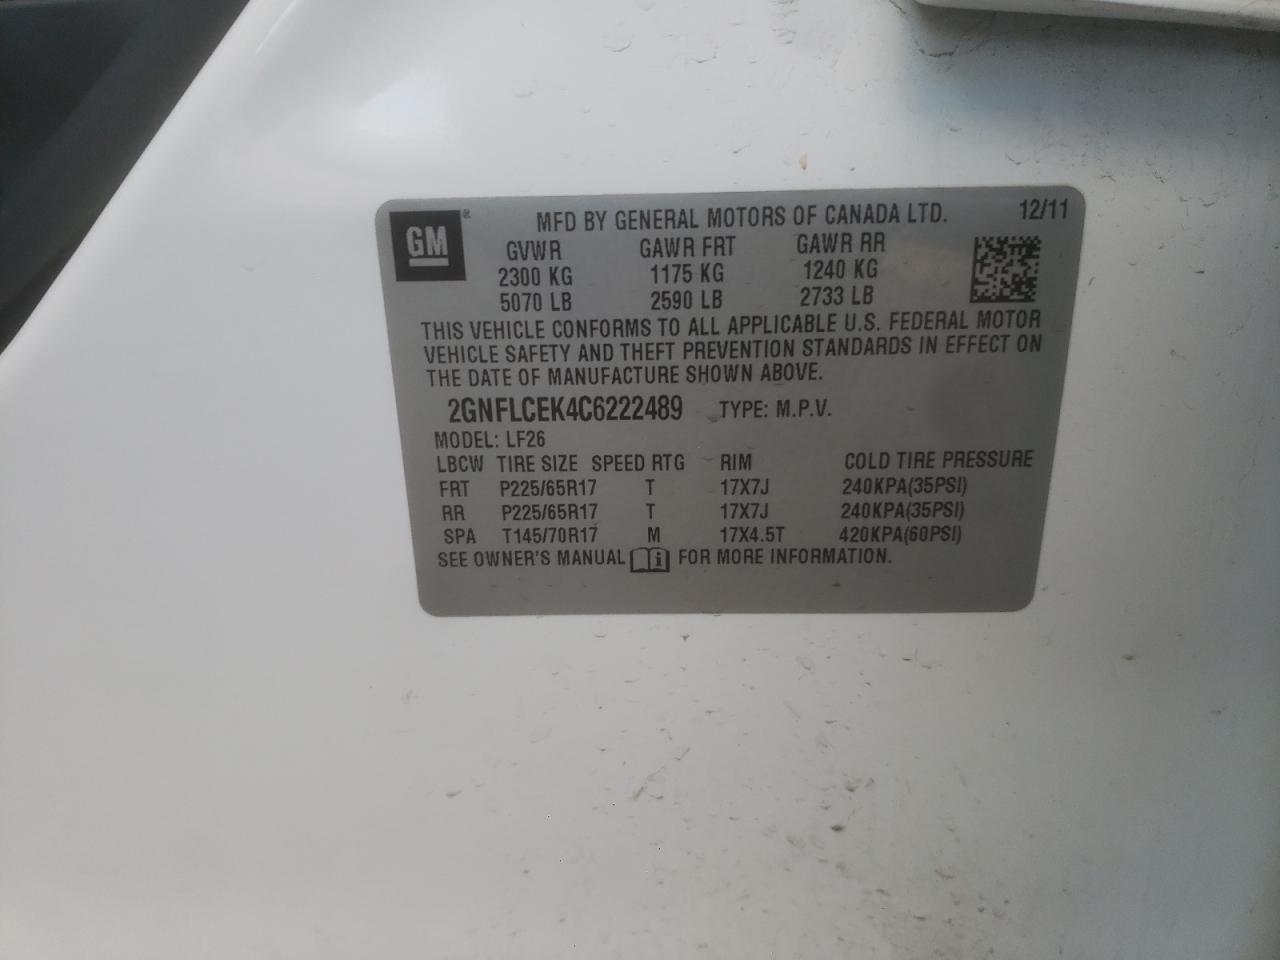 GM ® MFD BY GENERAL MOTORS OF CANADA LTD. 12/11
GVWR GAWR FRT GAWR RR
2300 KG 1175 KG 1240 KG
5070 LB 2590 LB 2733 LB
THIS VEHICLE CONFORMS TO ALL APPLICABLE U.S. FEDERAL MOTOR
VEHICLE SAFETY AND THEFT PREVENTION STANDARDS IN EFFECT ON
THE DATE OF MANUFACTURE SHOWN ABOVE.
2GNFLCEK4C6222489 TYPE: M.P.V.
MODEL: LF26
LBCW TIRE SIZE SPEED RTG RIM COLD TIRE PRESSURE
FRT P225/65R17 T 17X7J 240KPA(35PSI)
RR P225/65R17 T 17X7J 240KPA(35PSI)
SPA T145/70R17 M 17X4.5T 420KPA(60PSI)
SEE OWNER'S MANUAL i FOR MORE INFORMATION.